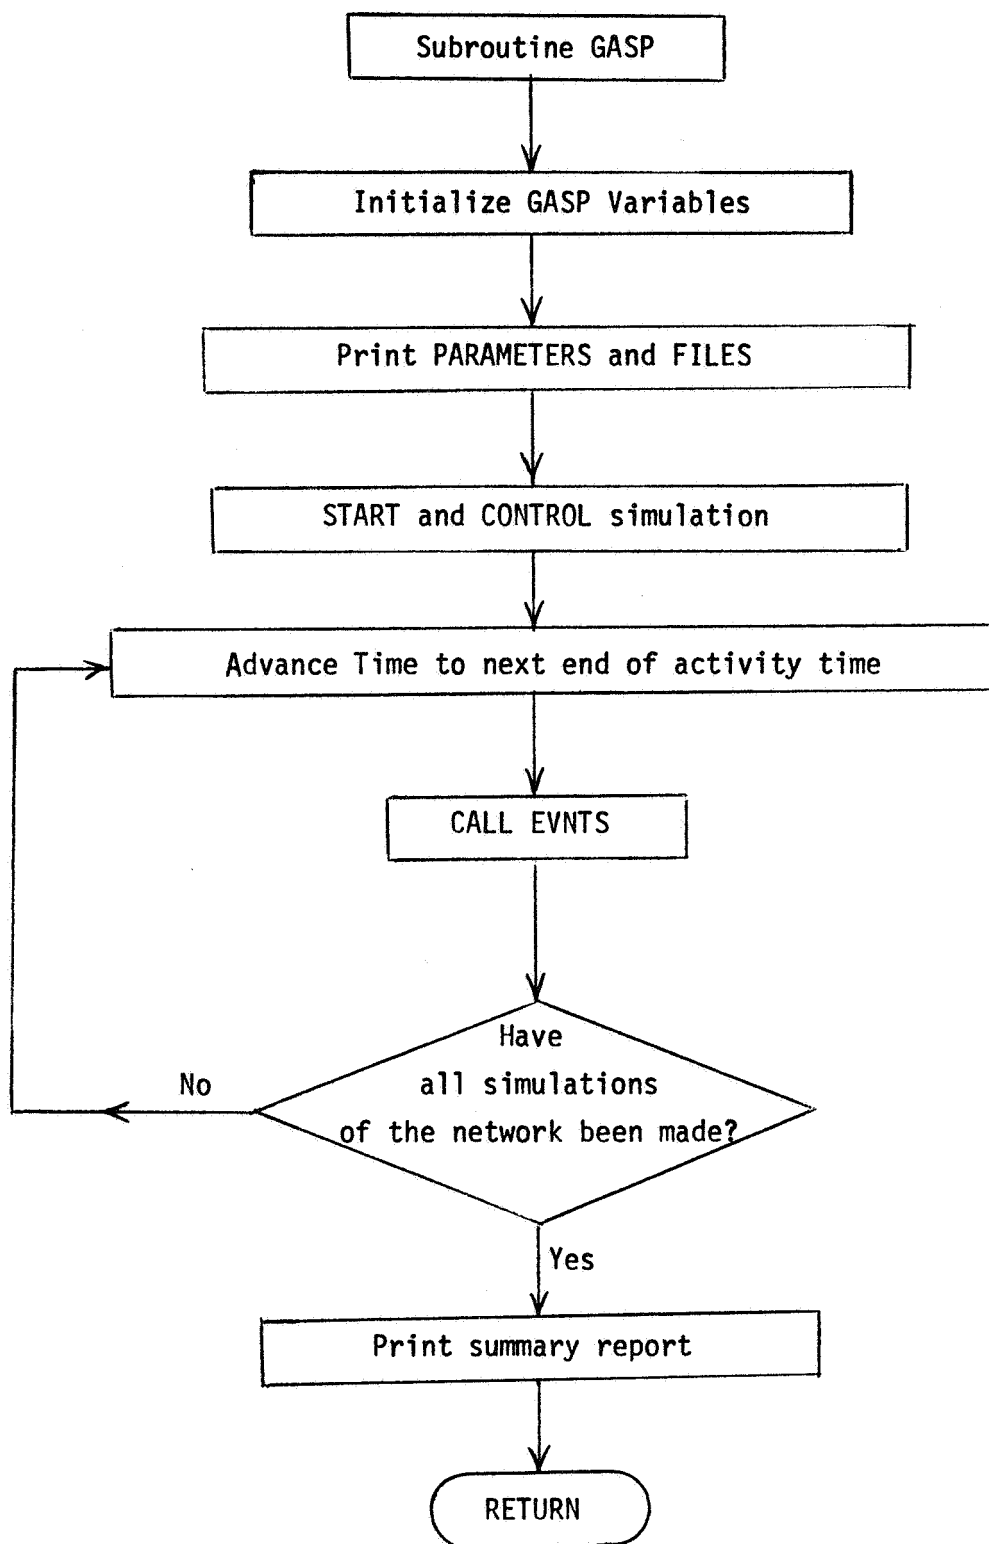 Subroutine GASP
Initialize GASP Variables
Print PARAMETERS and FILES
START and CONTROL simulation
Advance Time to next end of activity time
CALL EVNTS
Have
all simulations
of the network been made?
No
Yes
Print summary report
RETURN